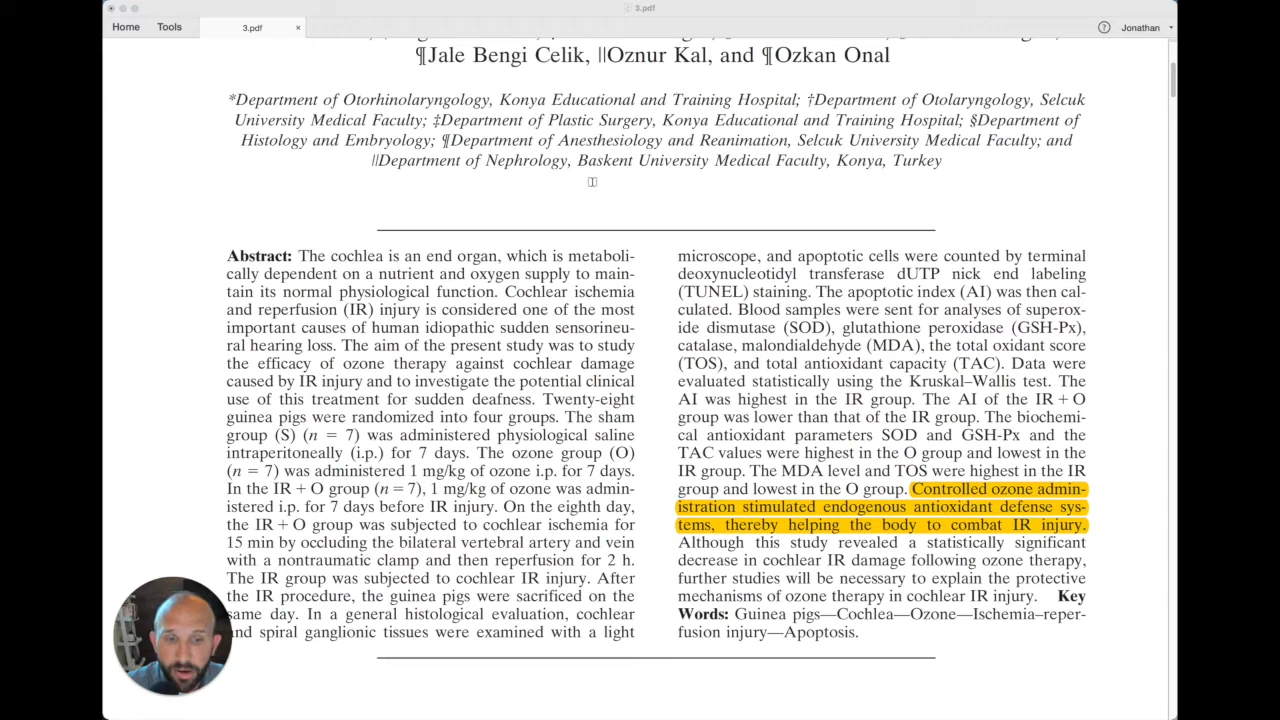 3.pdf
Home Tools 3.pdf × ? Jonathan
¶Jale Bengi Celik, ||Oznur Kal, and ¶Ozkan Onal
*Department of Otorhinolaryngology, Konya Educational and Training Hospital; †Department of Otolaryngology, Selcuk
University Medical Faculty; ‡Department of Plastic Surgery, Konya Educational and Training Hospital; §Department of
Histology and Embryology; ¶Department of Anesthesiology and Reanimation, Selcuk University Medical Faculty; and
||Department of Nephrology, Baskent University Medical Faculty, Konya, Turkey
Abstract: The cochlea is an end organ, which is metaboli-
cally dependent on a nutrient and oxygen supply to main-
tain its normal physiological function. Cochlear ischemia
and reperfusion (IR) injury is considered one of the most
important causes of human idiopathic sudden sensorineu-
ral hearing loss. The aim of the present study was to study
the efficacy of ozone therapy against cochlear damage
caused by IR injury and to investigate the potential clinical
use of this treatment for sudden deafness. Twenty-eight
guinea pigs were randomized into four groups. The sham
group (S) (n = 7) was administered physiological saline
intraperitoneally (i.p.) for 7 days. The ozone group (O)
(n = 7) was administered 1 mg/kg of ozone i.p. for 7 days.
In the IR + O group (n = 7), 1 mg/kg of ozone was admin-
istered i.p. for 7 days before IR injury. On the eighth day,
the IR + O group was subjected to cochlear ischemia for
15 min by occluding the bilateral vertebral artery and vein
with a nontraumatic clamp and then reperfusion for 2 h.
The IR group was subjected to cochlear IR injury. After
the IR procedure, the guinea pigs were sacrificed on the
same day. In a general histological evaluation, cochlear
and spiral ganglionic tissues were examined with a light
microscope, and apoptotic cells were counted by terminal
deoxynucleotidyl transferase dUTP nick end labeling
(TUNEL) staining. The apoptotic index (AI) was then cal-
culated. Blood samples were sent for analyses of superox-
ide dismutase (SOD), glutathione peroxidase (GSH-Px),
catalase, malondialdehyde (MDA), the total oxidant score
(TOS), and total antioxidant capacity (TAC). Data were
evaluated statistically using the Kruskal–Wallis test. The
AI was highest in the IR group. The AI of the IR + O
group was lower than that of the IR group. The biochemi-
cal antioxidant parameters SOD and GSH-Px and the
TAC values were highest in the O group and lowest in the
IR group. The MDA level and TOS were highest in the IR
group and lowest in the O group. Controlled ozone admin-
istration stimulated endogenous antioxidant defense sys-
tems, thereby helping the body to combat IR injury.
Although this study revealed a statistically significant
decrease in cochlear IR damage following ozone therapy,
further studies will be necessary to explain the protective
mechanisms of ozone therapy in cochlear IR injury. Key
Words: Guinea pigs—Cochlea—Ozone—Ischemia–reper-
fusion injury—Apoptosis.